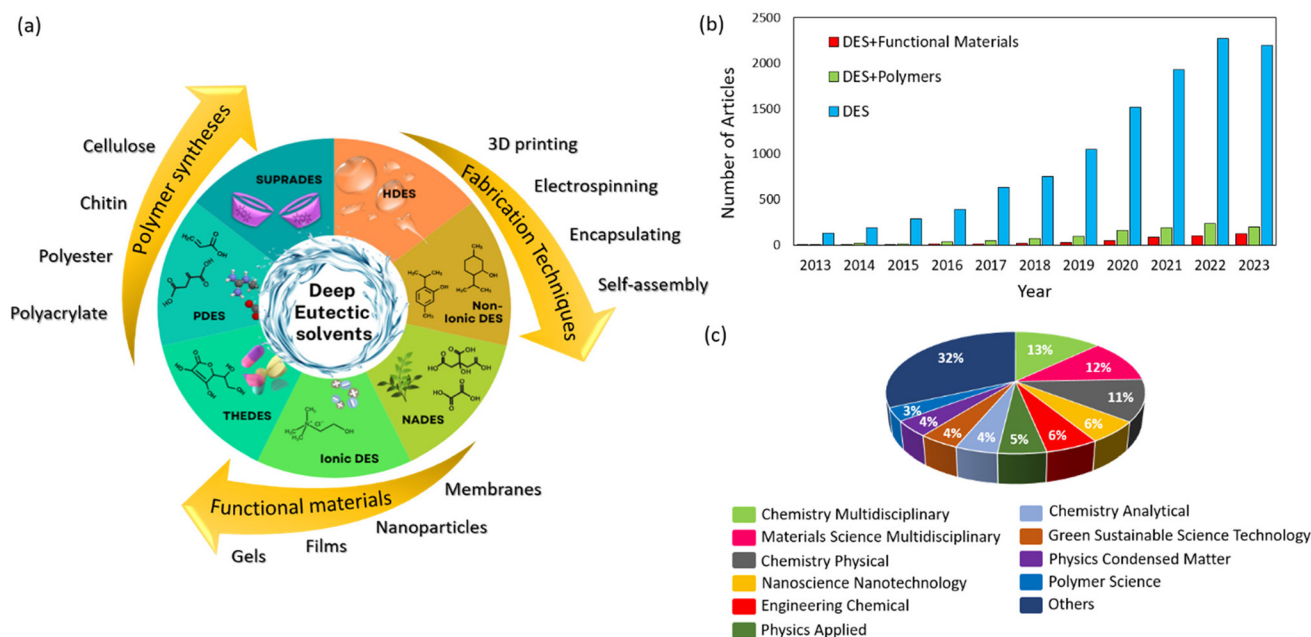 (a)
Polymer syntheses
Cellulose
Chitin
Polyester
Polyacrylate
Fabrication Techniques
3D printing
Electrospinning
Encapsulating
Self-assembly
Functional materials
Membranes
Nanoparticles
Films
Gels
Deep
Eutectic
solvents
SUPRADES
HDES
Non-
Ionic DES
NADES
Ionic DES
THEDES
PDES
(b)
Number of Articles
2500
2000
1500
1000
500
0
DES+Functional Materials
DES+Polymers
DES
2013 2014 2015 2016 2017 2018 2019 2020 2021 2022 2023
Year
(c)
32%
13%
12%
11%
6%
6%
5%
4%
4%
4%
3%
Chemistry Multidisciplinary
Materials Science Multidisciplinary
Chemistry Physical
Nanoscience Nanotechnology
Engineering Chemical
Physics Applied
Chemistry Analytical
Green Sustainable Science Technology
Physics Condensed Matter
Polymer Science
Others